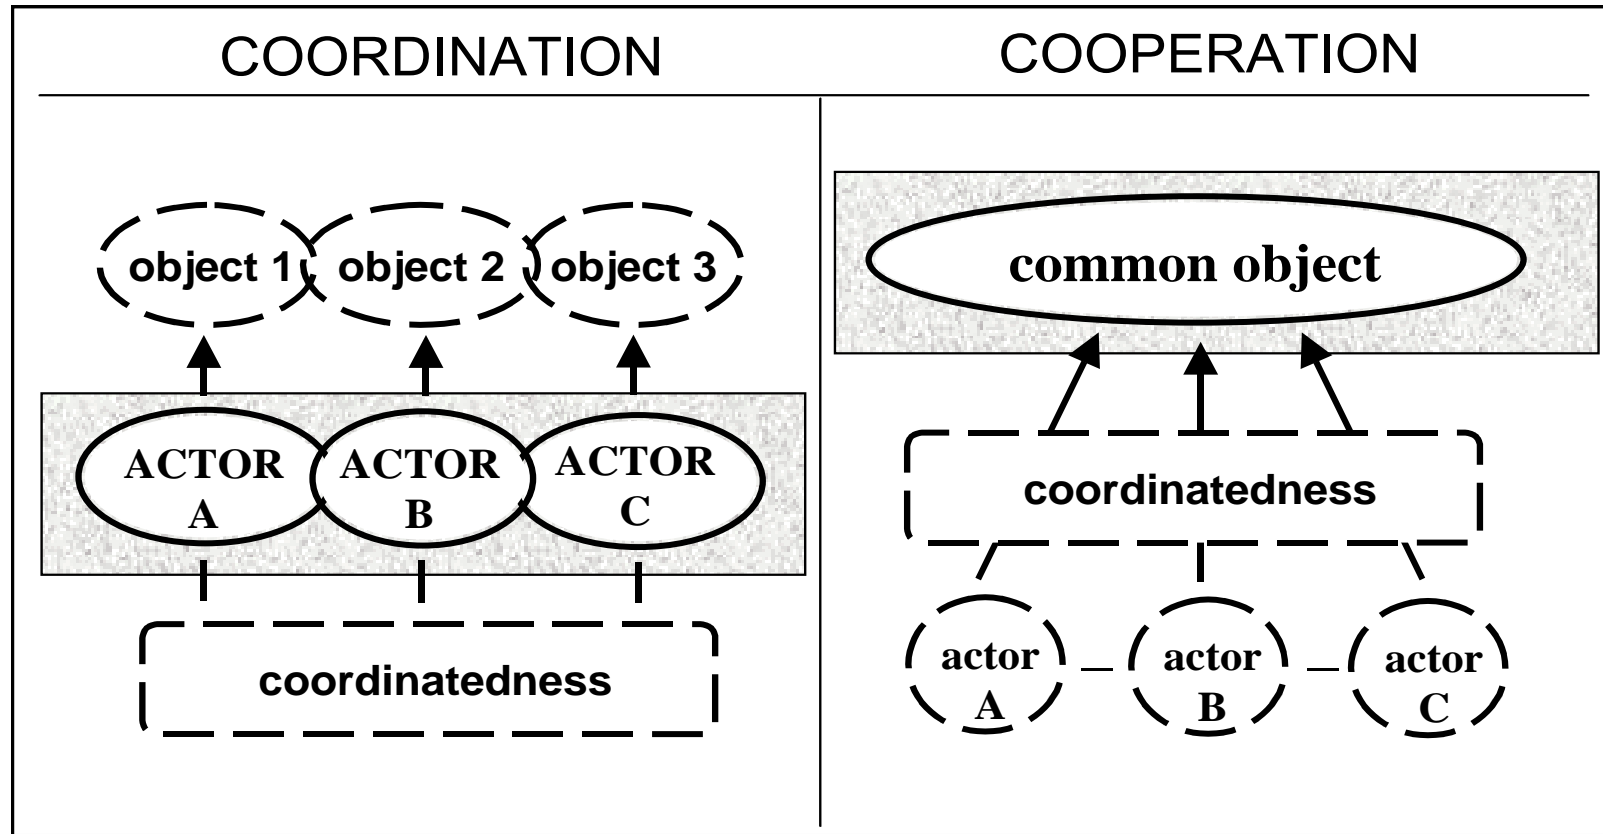 COORDINATION
object 1
object 2
object 3
ACTOR
A
ACTOR
B
ACTOR
C
coordinatedness
COOPERATION
common object
coordinatedness
actor
A
actor
B
actor
C